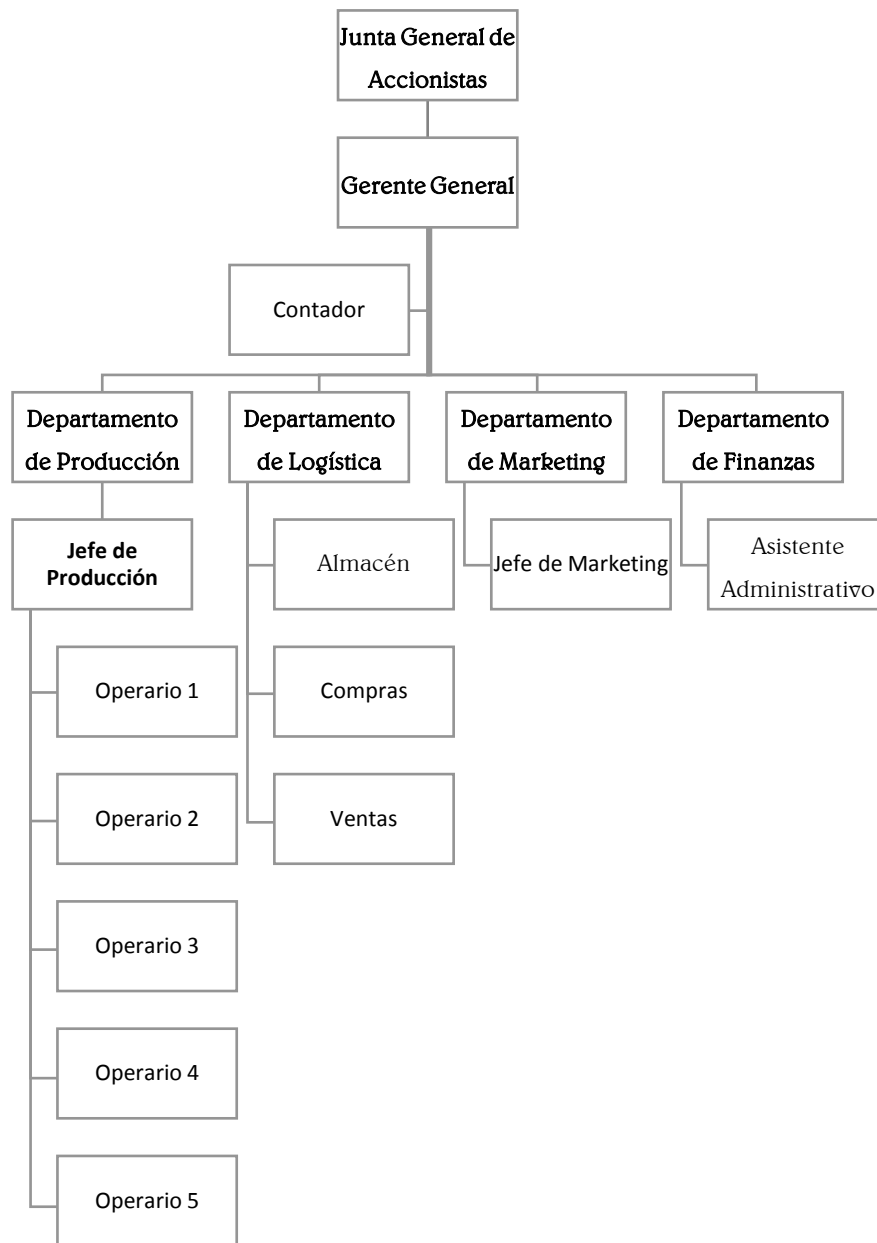 Junta General de
Accionistas
Gerente General
Contador
Departamento
de Producción
Departamento
de Logística
Departamento
de Marketing
Departamento
de Finanzas
Jefe de
Producción
Almacén
Jefe de Marketing
Asistente
Administrativo
Operario 1
Compras
Operario 2
Ventas
Operario 3
Operario 4
Operario 5